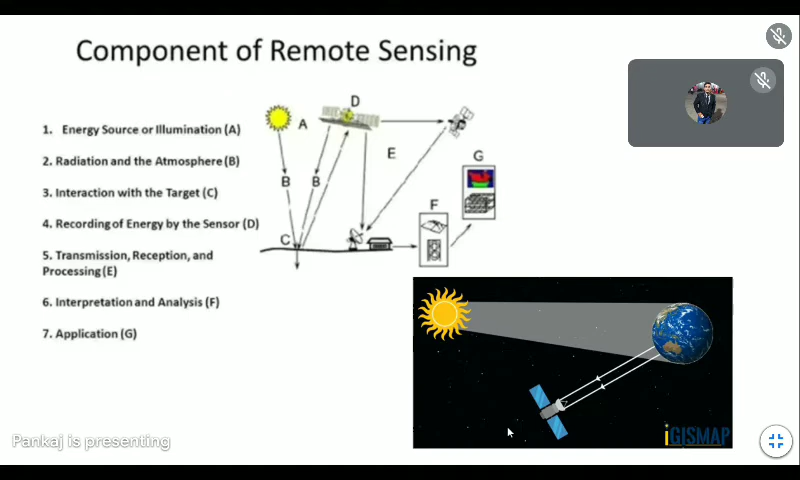 Component of Remote Sensing
1. Energy Source or Illumination (A)
2. Radiation and the Atmosphere (B)
3. Interaction with the Target (C)
4. Recording of Energy by the Sensor (D)
5. Transmission, Reception, and
Processing (E)
6. Interpretation and Analysis (F)
7. Application (G)
D
A
E
G
B
B
F
C
iGISMAP
Pankaj is presenting